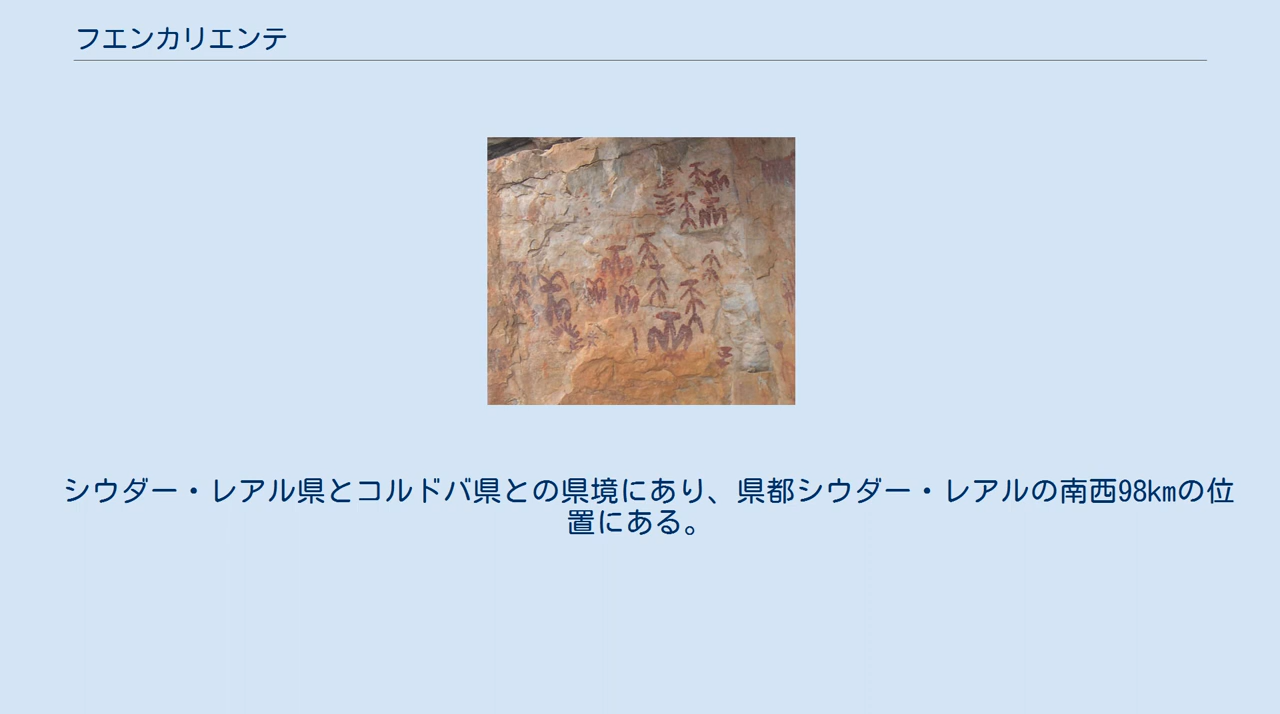 フエンカリエンテ
シウダー・レアル県とコルドバ県との県境にあり、県都シウダー・レアルの南西98kmの位
置にある。